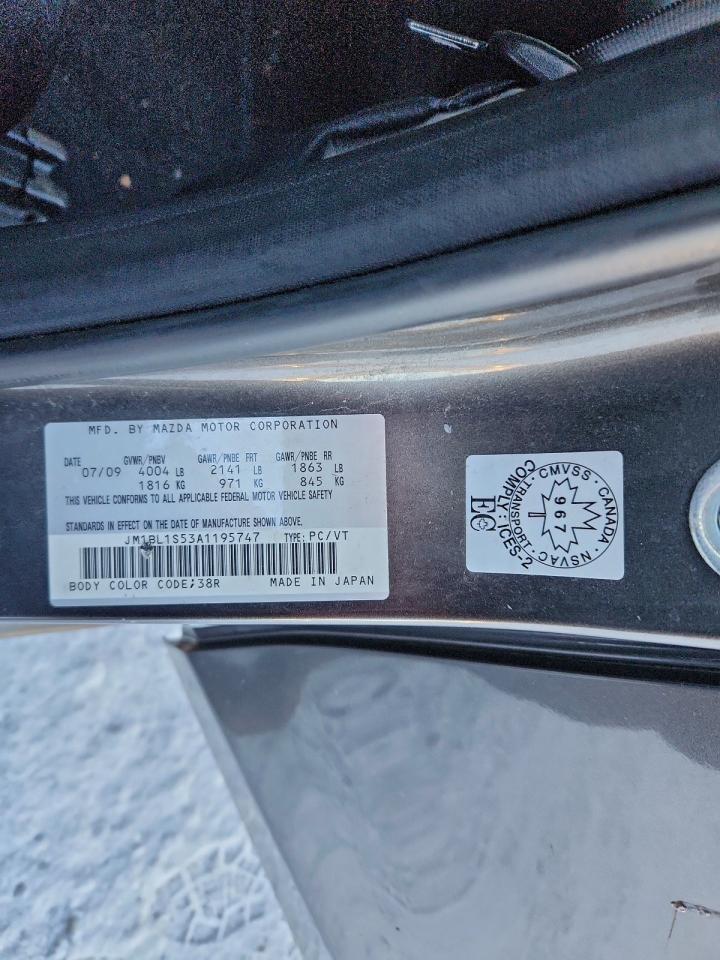 MFD. BY MAZDA MOTOR CORPORATION
DATE GVWR/PNBV GAWR/PNBE FRT GAWR/PNBE RR
07/09 4004 LB 2141 LB 1863 LB
1816 KG 971 KG 845 KG
THIS VEHICLE CONFORMS TO ALL APPLICABLE FEDERAL MOTOR VEHICLE SAFETY
STANDARDS IN EFFECT ON THE DATE OF MANUFACTURE SHOWN ABOVE.
JM1BL1S53A1195747 TYPE: PC/VT
BODY COLOR CODE;38R MADE IN JAPAN
CMVSS · CANADA · NSVAC · TRANSPORT ·
967
COMPLY: ICES-2
EC